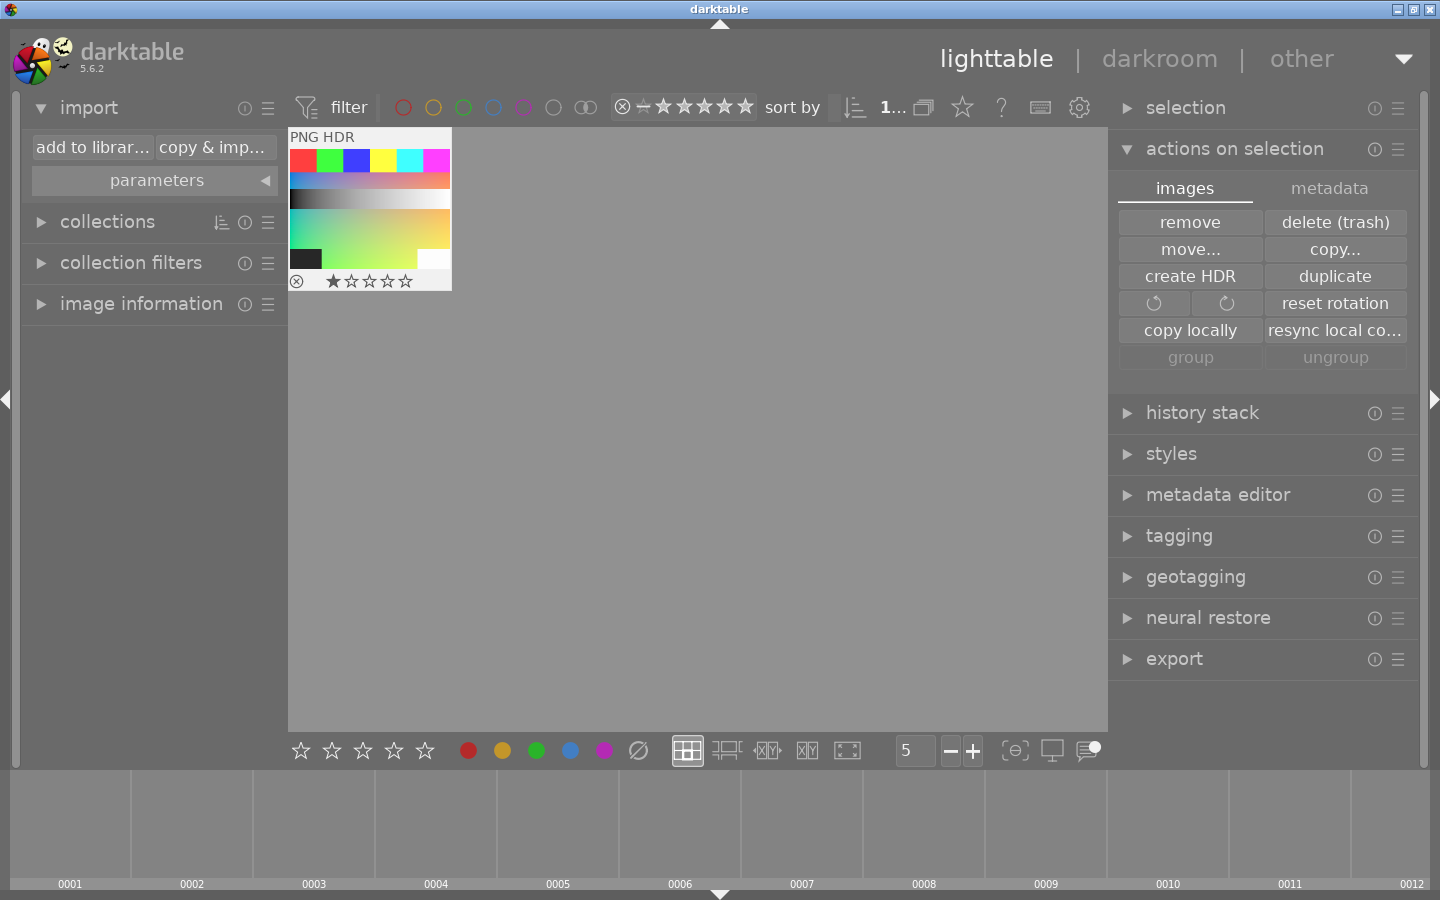 darktable
darktable
5.6.2
lighttable | darkroom | other
import
filter
sort by
1...
selection
add to librar...
copy & imp...
parameters
collections
collection filters
image information
PNG HDR
actions on selection
images
metadata
remove
delete (trash)
move...
copy...
create HDR
duplicate
reset rotation
copy locally
resync local co...
group
ungroup
history stack
styles
metadata editor
tagging
geotagging
neural restore
export
5
0001 0002 0003 0004 0005 0006 0007 0008 0009 0010 0011 0012